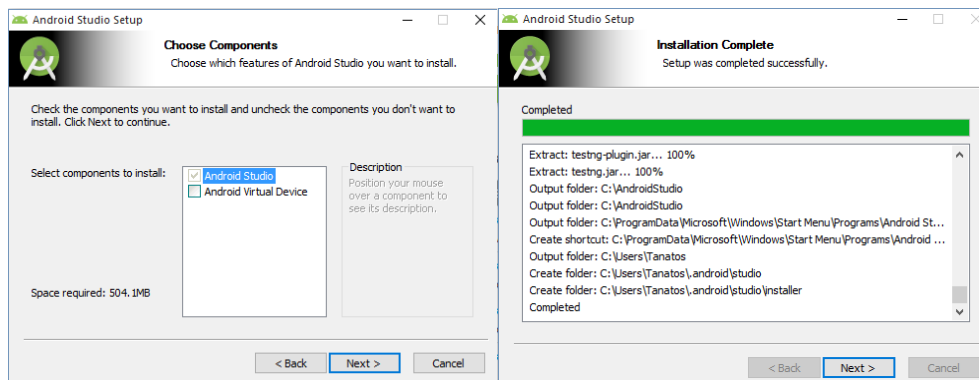 Android Studio Setup
Choose Components
Choose which features of Android Studio you want to install.
Check the components you want to install and uncheck the components you don't want to
install. Click Next to continue.
Select components to install:
Android Studio
Android Virtual Device
Description
Position your mouse
over a component to
see its description.
Space required: 504.1MB
< Back
Next >
Cancel
Android Studio Setup
Installation Complete
Setup was completed successfully.
Completed
Extract: testng-plugin.jar... 100%
Extract: testng.jar... 100%
Output folder: C:\AndroidStudio
Output folder: C:\AndroidStudio
Output folder: C:\ProgramData\Microsoft\Windows\Start Menu\Programs\Android St...
Create shortcut: C:\ProgramData\Microsoft\Windows\Start Menu\Programs\Android ...
Output folder: C:\Users\Tanatos
Create folder: C:\Users\Tanatos\.android\studio
Create folder: C:\Users\Tanatos\.android\studio\installer
Completed
< Back
Next >
Cancel